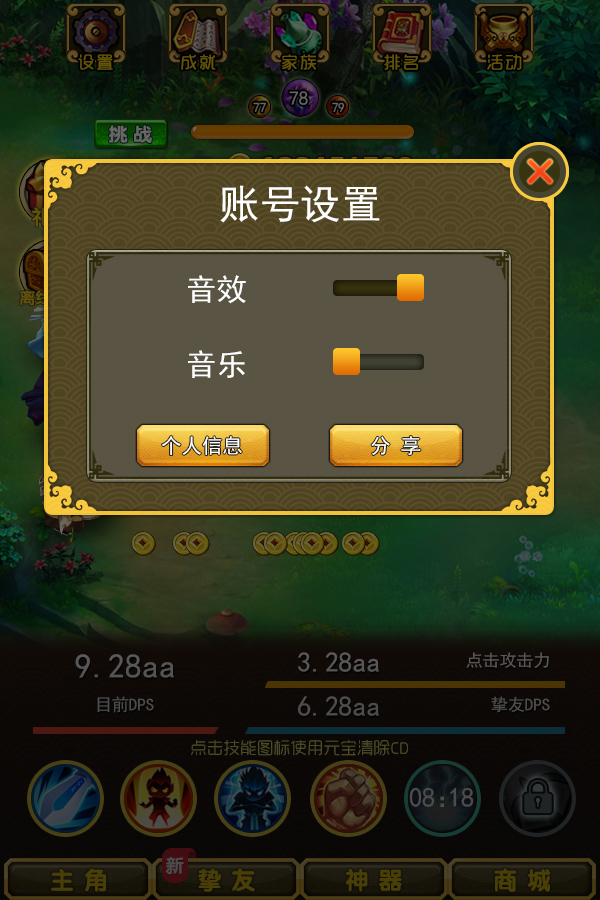 设置 成就 家族 排名 活动
77 78 79
挑战
账号设置
音效
音乐
个人信息 分享
9.28aa 3.28aa 点击攻击力
目前DPS 6.28aa 挚友DPS
点击技能图标使用元宝清除CD
08:18
新
主角 挚友 神器 商城